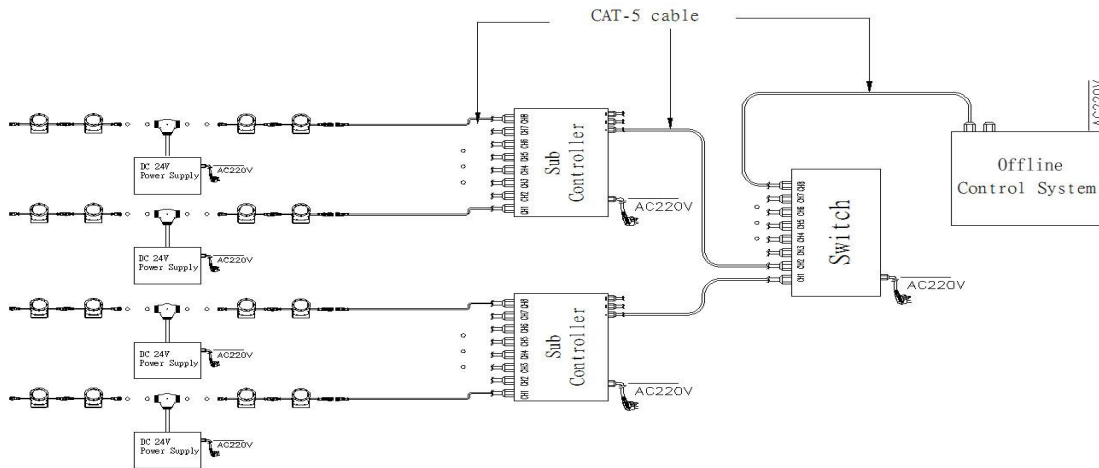 CAT-5 cable
AC220V
Offline
Control System
CH8
CH7
CH6
CH5
CH4
CH3
CH2
CH1
Sub
Controller
AC220V
DC 24V
Power Supply
AC220V
CH8
CH7
CH6
CH5
CH4
CH3
CH2
CH1
Switch
AC220V
DC 24V
Power Supply
AC220V
CH8
CH7
CH6
CH5
CH4
CH3
CH2
CH1
Sub
Controller
AC220V
DC 24V
Power Supply
AC220V
DC 24V
Power Supply
AC220V